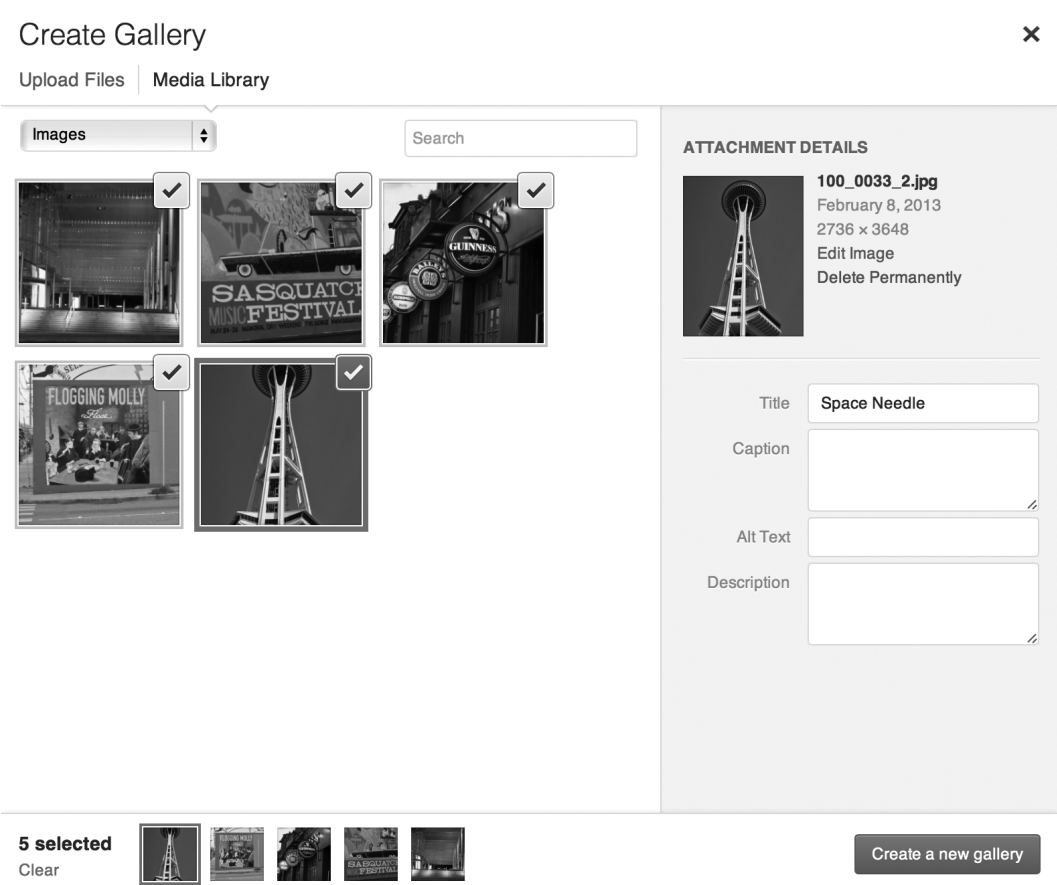 Create Gallery
Upload Files
Media Library
Images
Search
SASQUATCH
MUSIC FESTIVAL
GUINNESS
BAILEYS
FLOGGING MOLLY
Float
ATTACHMENT DETAILS
100_0033_2.jpg
February 8, 2013
2736 × 3648
Edit Image
Delete Permanently
Title
Space Needle
Caption
Alt Text
Description
5 selected
Clear
Create a new gallery